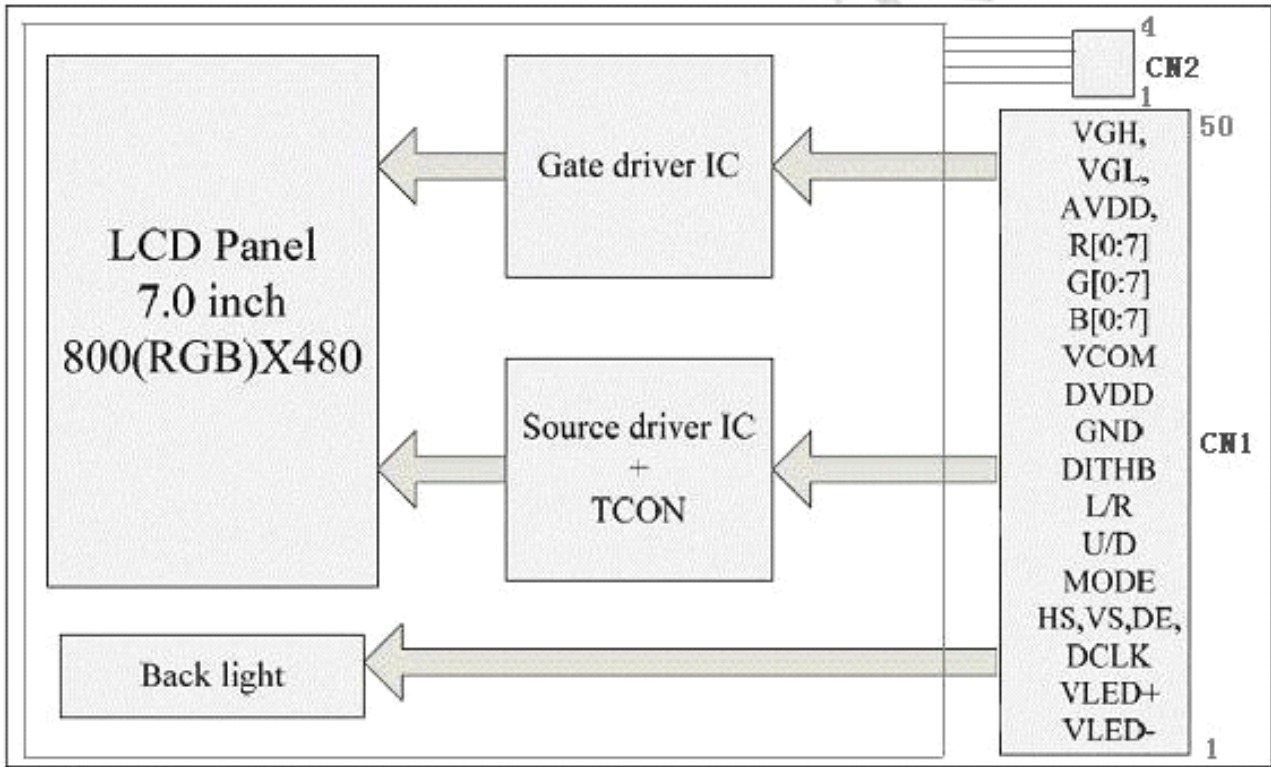 LCD Panel
7.0 inch
800(RGB)X480
Gate driver IC
Source driver IC
+
TCON
Back light
4
CN2
1
50
VGH,
VGL,
AVDD,
R[0:7]
G[0:7]
B[0:7]
VCOM
DVDD
GND
DITHB
L/R
U/D
MODE
HS,VS,DE,
DCLK
VLED+
VLED-
CN1
1